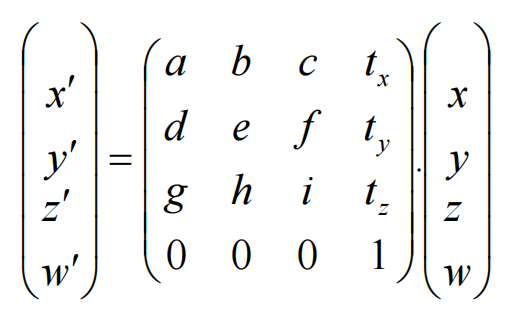 x′ = a b c t_x . x
y′ d e f t_y y
z′ g h i t_z z
w′ 0 0 0 1 w